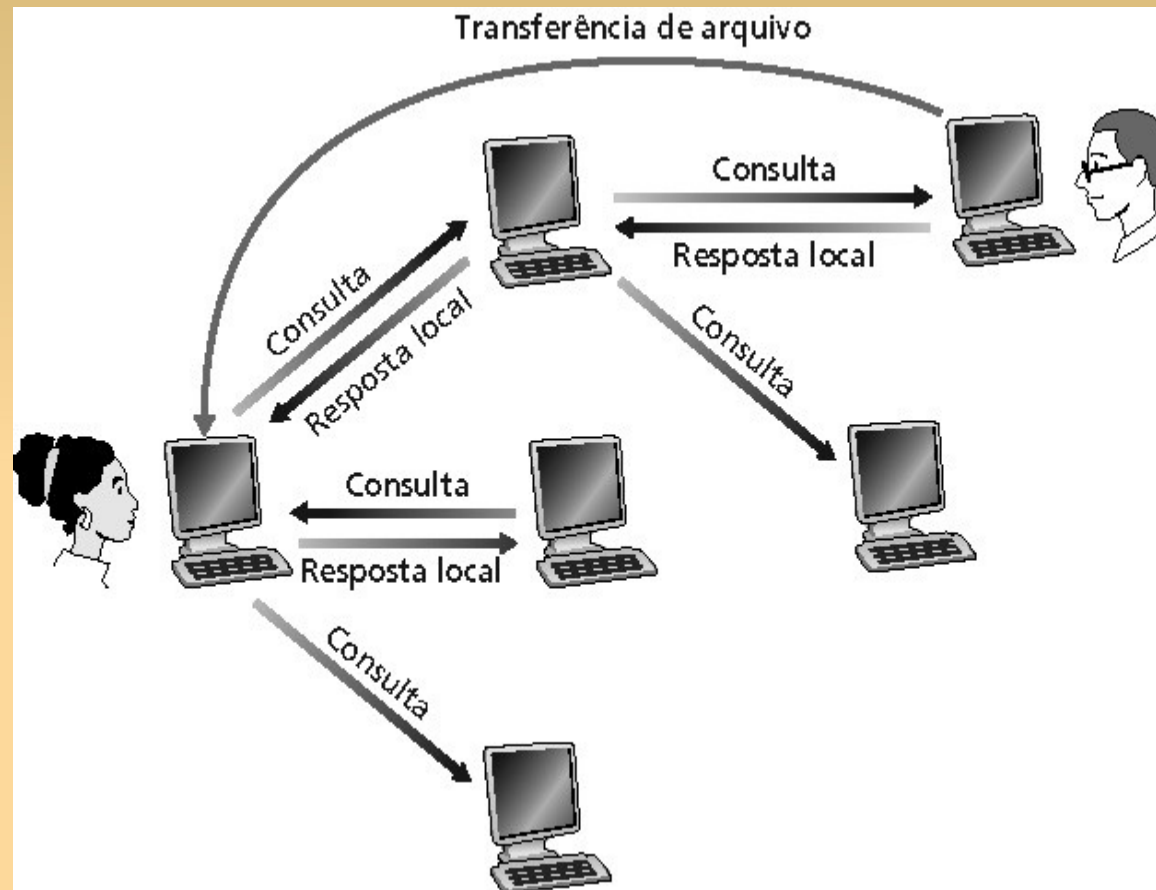 Transferência de arquivo
Consulta
Resposta local
Consulta
Resposta local
Consulta
Consulta
Resposta local
Consulta